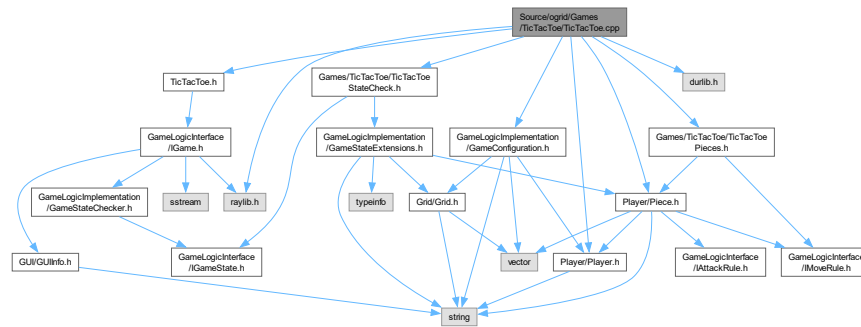 Source/ogrid/Games
/TicTacToe/TicTacToe.cpp
TicTacToe.h
Games/TicTacToe/TicTacToe
StateCheck.h
durlib.h
GameLogicInterface
/IGame.h
GameLogicImplementation
/GameStateExtensions.h
GameLogicImplementation
/GameConfiguration.h
Games/TicTacToe/TicTacToe
Pieces.h
GameLogicImplementation
/GameStateChecker.h
sstream
raylib.h
typeinfo
Grid/Grid.h
Player/Piece.h
GUI/GUIInfo.h
GameLogicInterface
/IGameState.h
vector
Player/Player.h
GameLogicInterface
/IAttackRule.h
GameLogicInterface
/IMoveRule.h
string